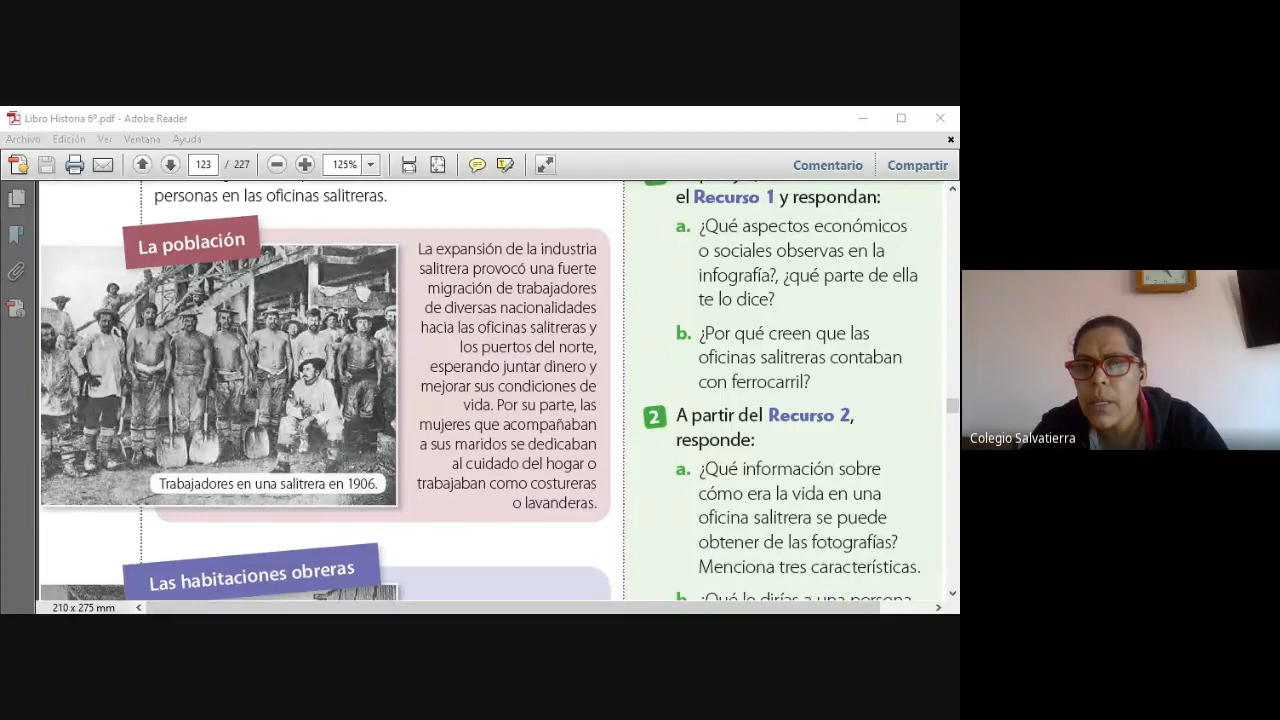 Libro Historia 6º.pdf - Adobe Reader
Archivo Edición Ver Ventana Ayuda
123 / 227 125% Comentario Compartir
personas en las oficinas salitreras.
La población
La expansión de la industria
salitrera provocó una fuerte
migración de trabajadores
de diversas nacionalidades
hacia las oficinas salitreras y
los puertos del norte,
esperando juntar dinero y
mejorar sus condiciones de
vida. Por su parte, las
mujeres que acompañaban
a sus maridos se dedicaban
al cuidado del hogar o
trabajaban como costureras
o lavanderas.
Trabajadores en una salitrera en 1906.
Las habitaciones obreras
el Recurso 1 y respondan:
a. ¿Qué aspectos económicos
o sociales observas en la
infografía?, ¿qué parte de ella
te lo dice?
b. ¿Por qué creen que las
oficinas salitreras contaban
con ferrocarril?
2 A partir del Recurso 2,
responde:
a. ¿Qué información sobre
cómo era la vida en una
oficina salitrera se puede
obtener de las fotografías?
Menciona tres características.
b. ¿Qué le dirías a una persona
210 x 275 mm
Colegio Salvatierra